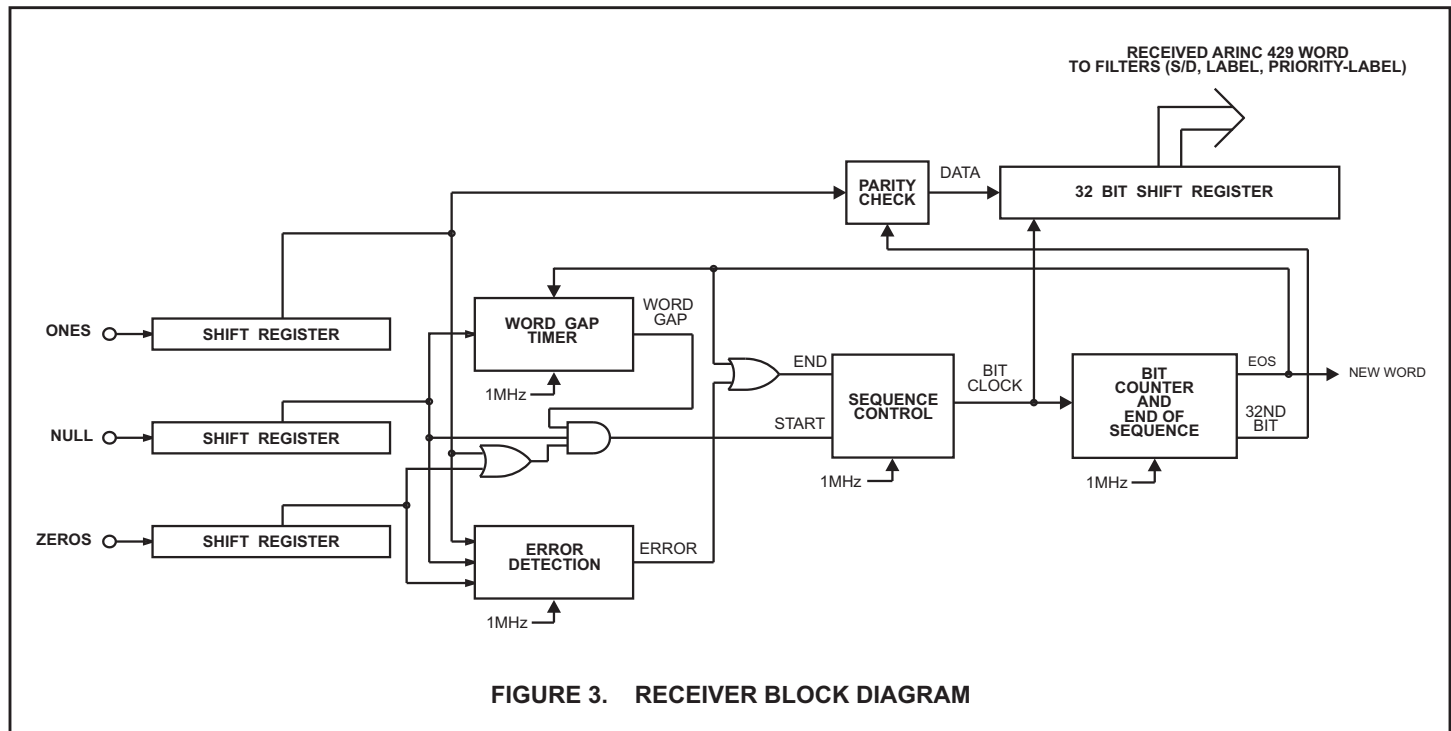 RECEIVED ARINC 429 WORD
TO FILTERS (S/D, LABEL, PRIORITY-LABEL)
PARITY
CHECK
DATA
32 BIT SHIFT REGISTER
ONES
SHIFT REGISTER
WORD GAP
TIMER
WORD
GAP
1MHz
NULL
SHIFT REGISTER
END
START
SEQUENCE
CONTROL
1MHz
BIT
CLOCK
BIT
COUNTER
AND
END OF
SEQUENCE
1MHz
EOS
NEW WORD
32ND
BIT
ZEROS
SHIFT REGISTER
ERROR
DETECTION
ERROR
1MHz
FIGURE 3. RECEIVER BLOCK DIAGRAM